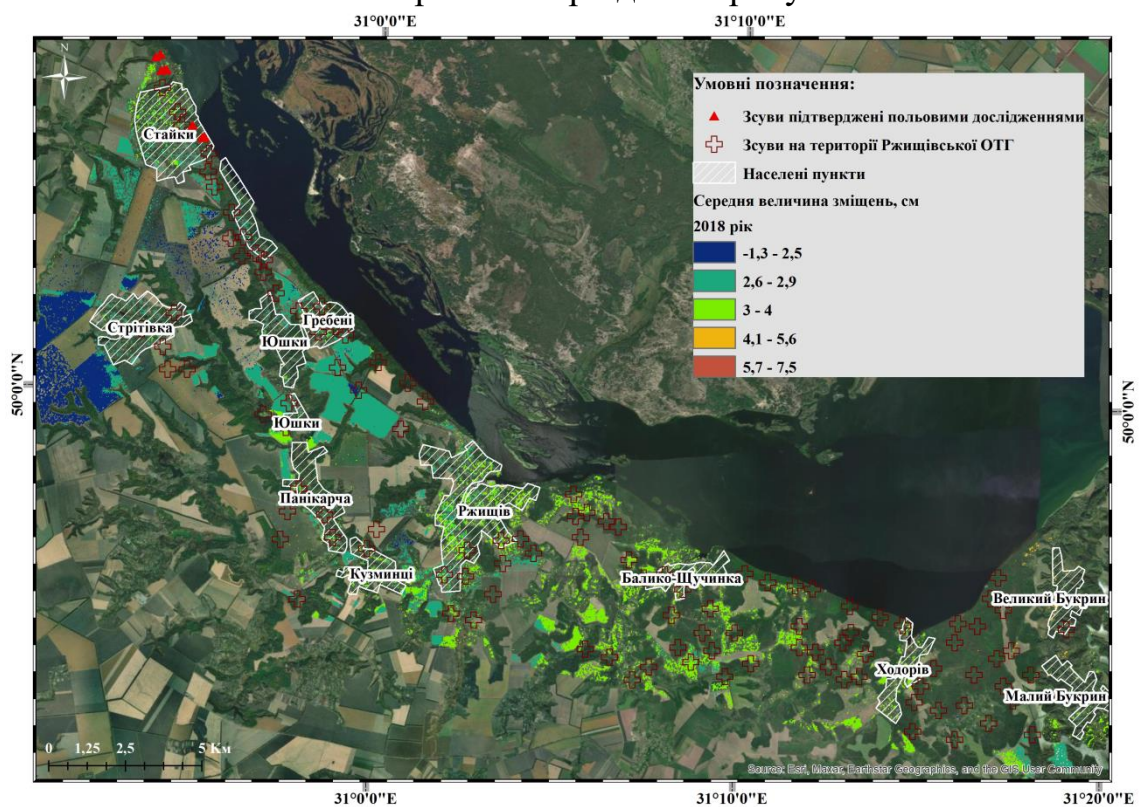 31°0'0"E
31°10'0"E
N
Умовні позначення:
Зсуви підтверджені польовими дослідженнями
Зсуви на території Ржищівської ОТГ
Населені пункти
Середня величина зміщень, см
2018 рік
-1,3 - 2,5
2,6 - 2,9
3 - 4
4,1 - 5,6
5,7 - 7,5
Стайки
Стрітівка
Гребені
Юшки
50°0'0"N
50°0'0"N
Юшки
Панікарча
Ржищів
Кузминці
Балико-Щучинка
Великий Букрин
Ходорів
Малий Букрин
0 1,25 2,5 5 Км
Source: Esri, Maxar, Earthstar Geographics, and the GIS User Community
31°0'0"E
31°10'0"E
31°20'0"E